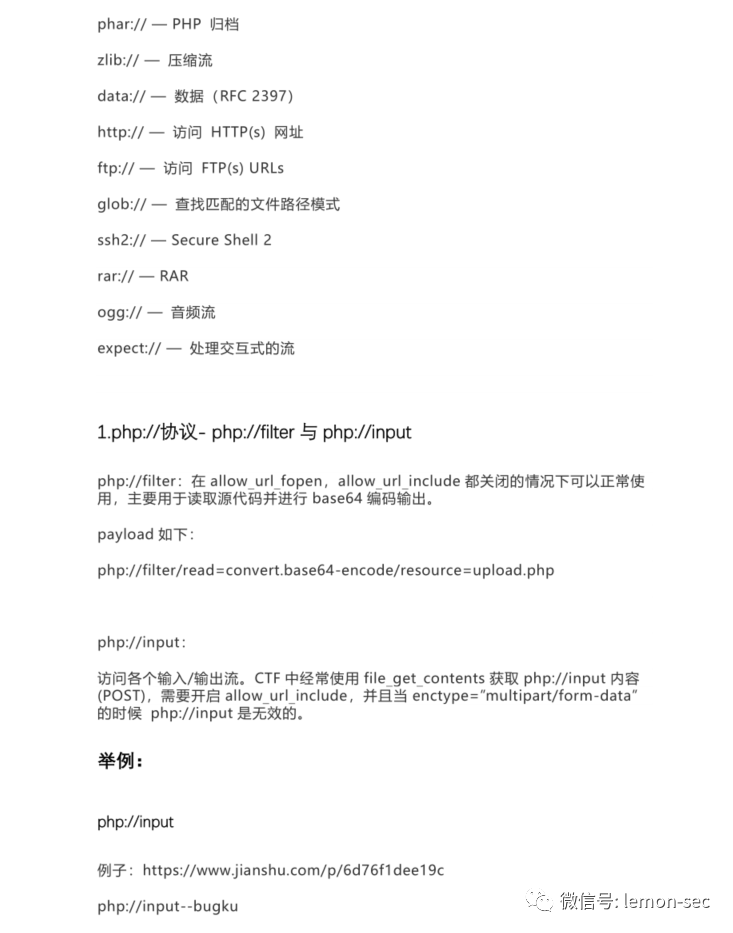 phar:// — PHP 归档
zlib:// — 压缩流
data:// — 数据（RFC 2397）
http:// — 访问 HTTP(s) 网址
ftp:// — 访问 FTP(s) URLs
glob:// — 查找匹配的文件路径模式
ssh2:// — Secure Shell 2
rar:// — RAR
ogg:// — 音频流
expect:// — 处理交互式的流
1.php://协议- php://filter 与 php://input
php://filter：在 allow_url_fopen，allow_url_include 都关闭的情况下可以正常使
用，主要用于读取源代码并进行 base64 编码输出。
payload 如下：
php://filter/read=convert.base64-encode/resource=upload.php
php://input：
访问各个输入/输出流。CTF 中经常使用 file_get_contents 获取 php://input 内容
(POST)，需要开启 allow_url_include，并且当 enctype=“multipart/form-data”
的时候 php://input 是无效的。
举例：
php://input
例子：https://www.jianshu.com/p/6d76f1dee19c
php://input--bugku
微信号: lemon-sec